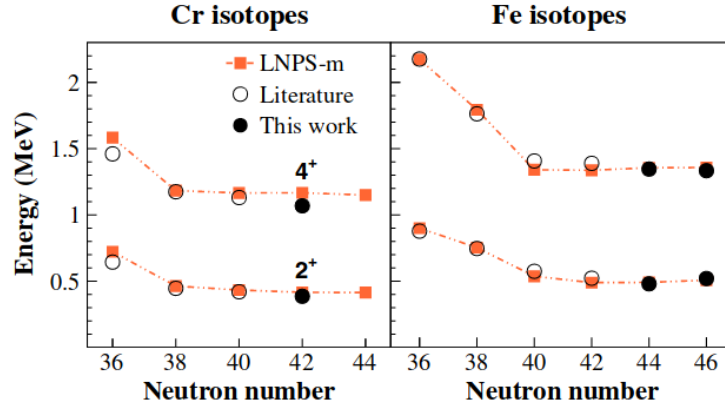 Cr isotopes
Fe isotopes
LNPS-m
Literature
This work
4+
2+
Energy (MeV)
2
1.5
1
0.5
36 38 40 42 44
36 38 40 42 44 46
Neutron number
Neutron number